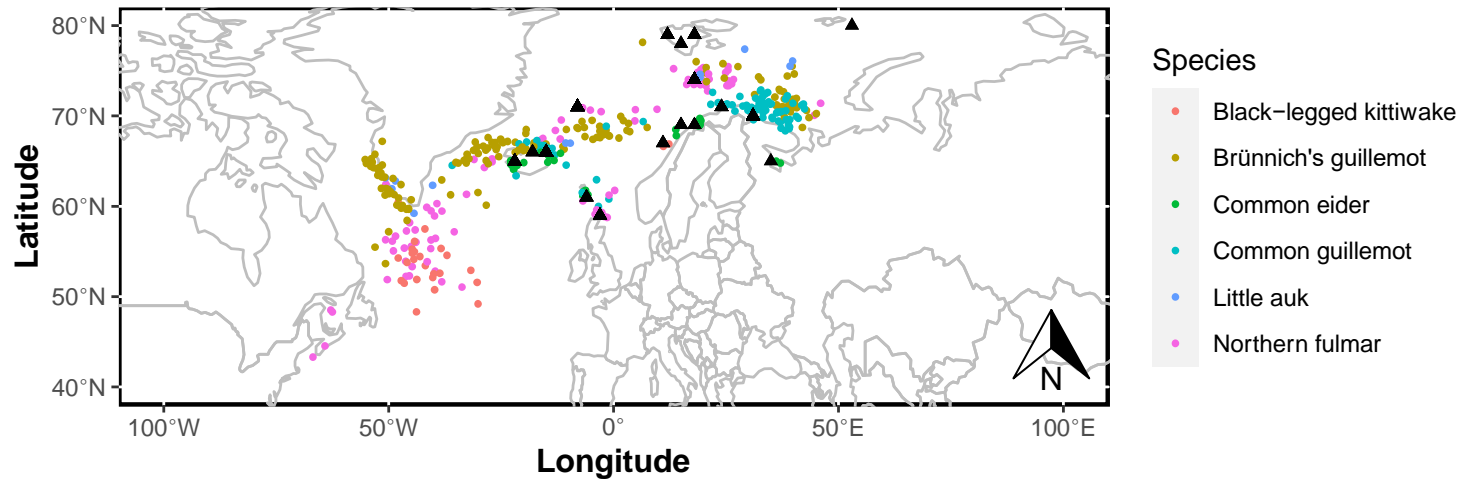 80°N
70°N
60°N
50°N
40°N
Latitude
100°W
50°W
0°
50°E
100°E
Longitude
N
Species
Black−legged kittiwake
Brünnich's guillemot
Common eider
Common guillemot
Little auk
Northern fulmar